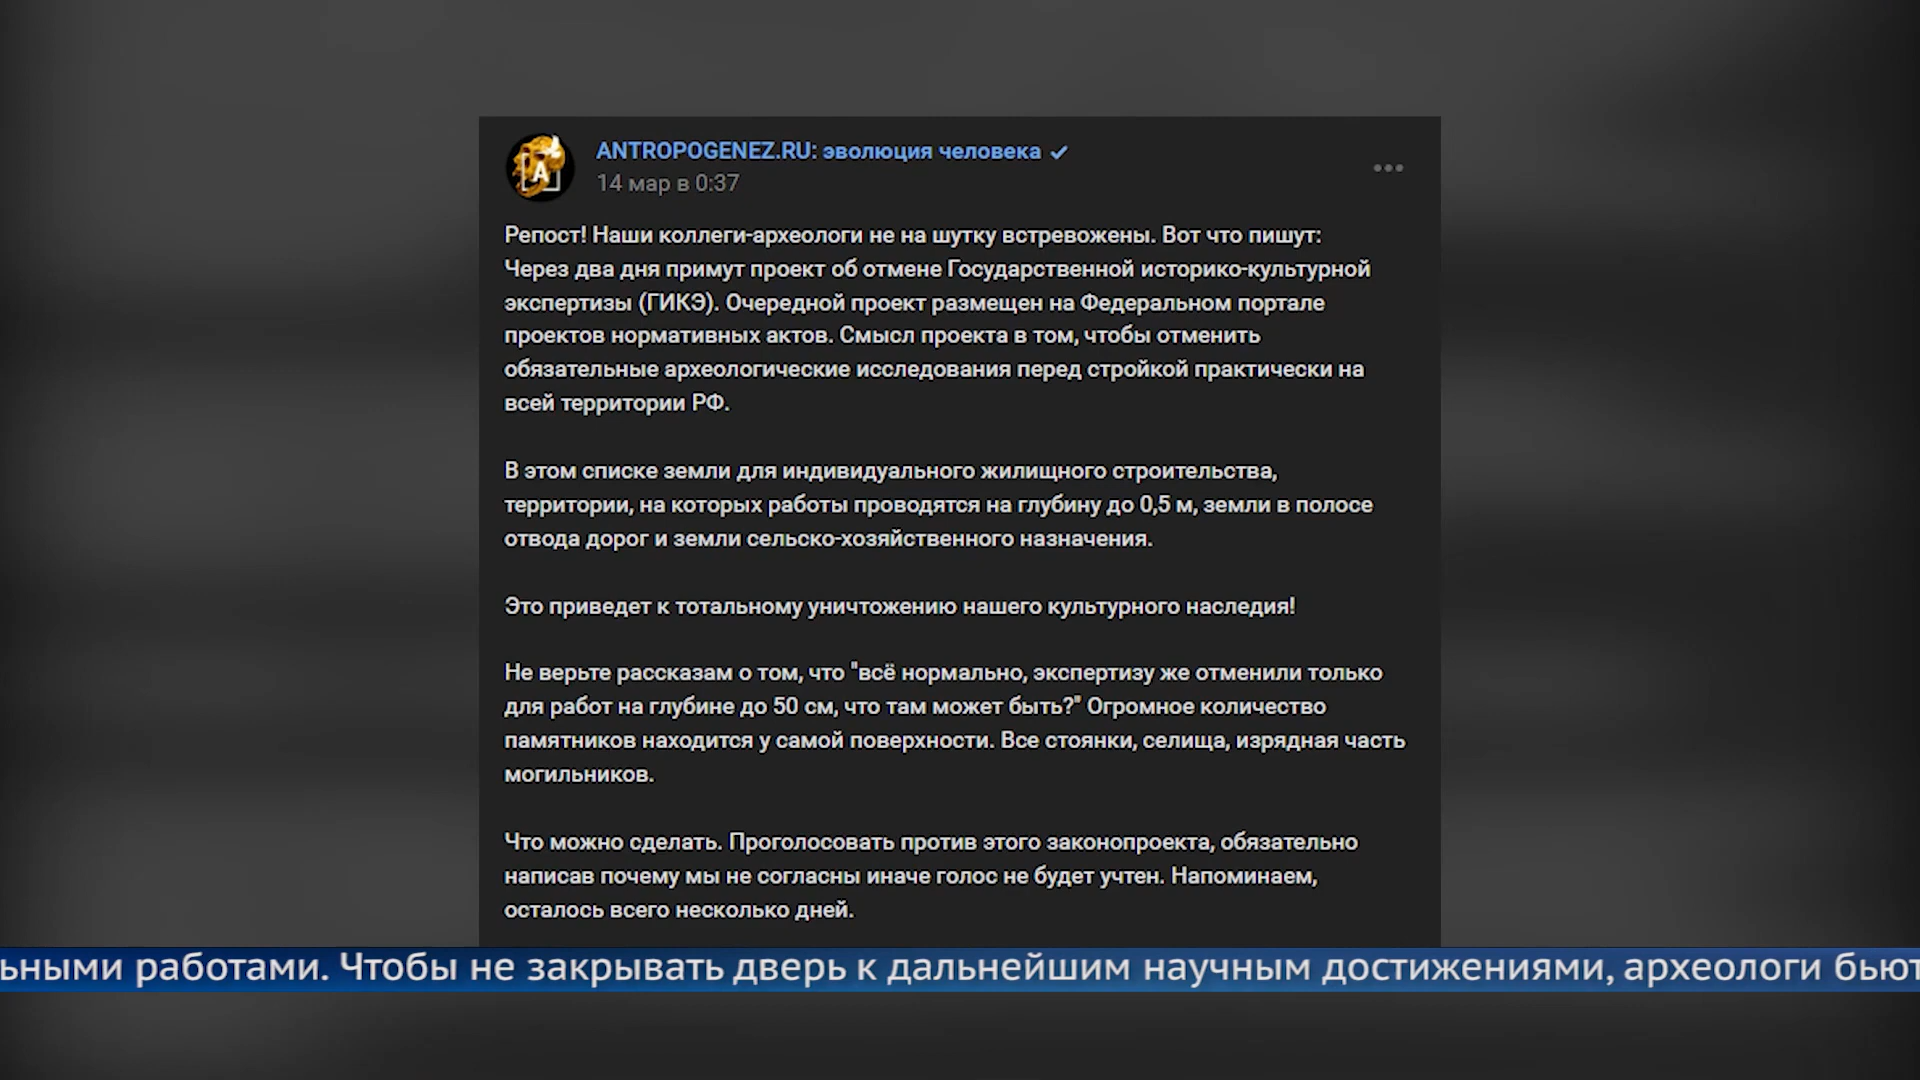 ANTROPOGENEZ.RU: эволюция человека
14 мар в 0:37
Репост! Наши коллеги-археологи не на шутку встревожены. Вот что пишут:
Через два дня примут проект об отмене Государственной историко-культурной
экспертизы (ГИКЭ). Очередной проект размещен на Федеральном портале
проектов нормативных актов. Смысл проекта в том, чтобы отменить
обязательные археологические исследования перед стройкой практически на
всей территории РФ.
В этом списке земли для индивидуального жилищного строительства,
территории, на которых работы проводятся на глубину до 0,5 м, земли в полосе
отвода дорог и земли сельско-хозяйственного назначения.
Это приведет к тотальному уничтожению нашего культурного наследия!
Не верьте рассказам о том, что "всё нормально, экспертизу же отменили только
для работ на глубине до 50 см, что там может быть?" Огромное количество
памятников находится у самой поверхности. Все стоянки, селища, изрядная часть
могильников.
Что можно сделать. Проголосовать против этого законопроекта, обязательно
написав почему мы не согласны иначе голос не будет учтен. Напоминаем,
осталось всего несколько дней.
ьными работами. Чтобы не закрывать дверь к дальнейшим научным достижениями, археологи бьют